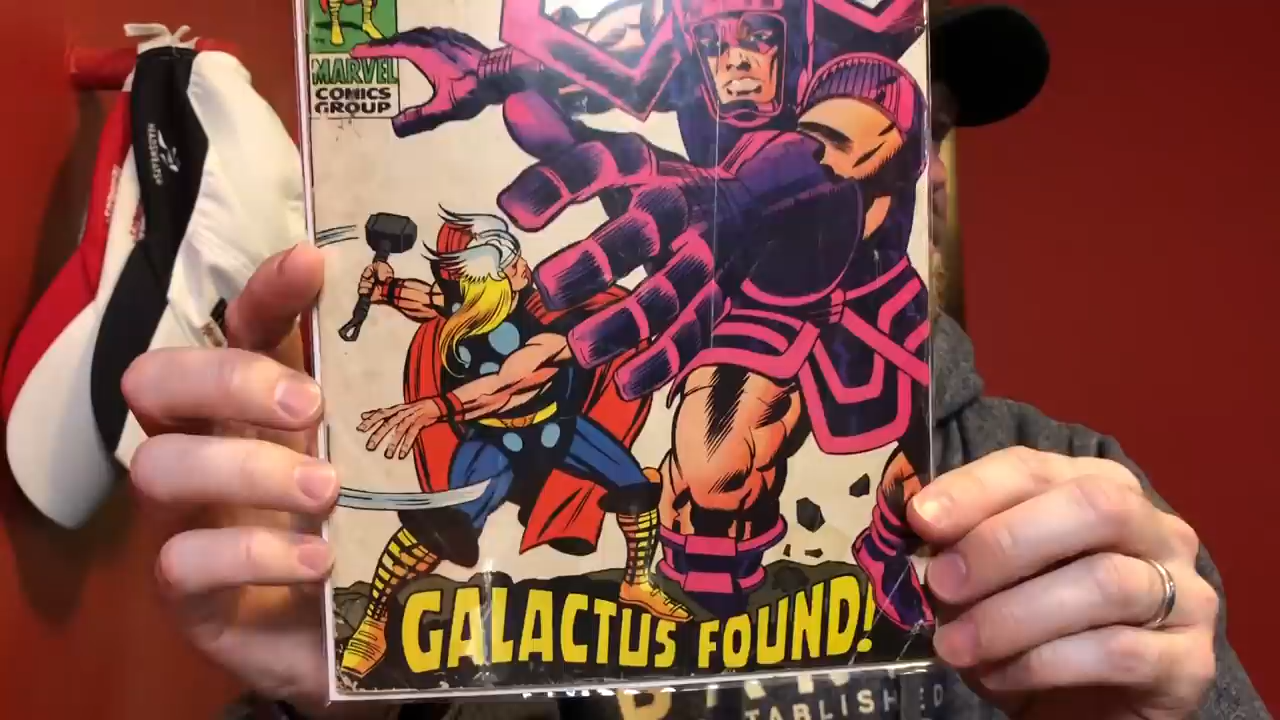 MARVEL
COMICS
GROUP
GALACTUS FOUND!
TABLISHED